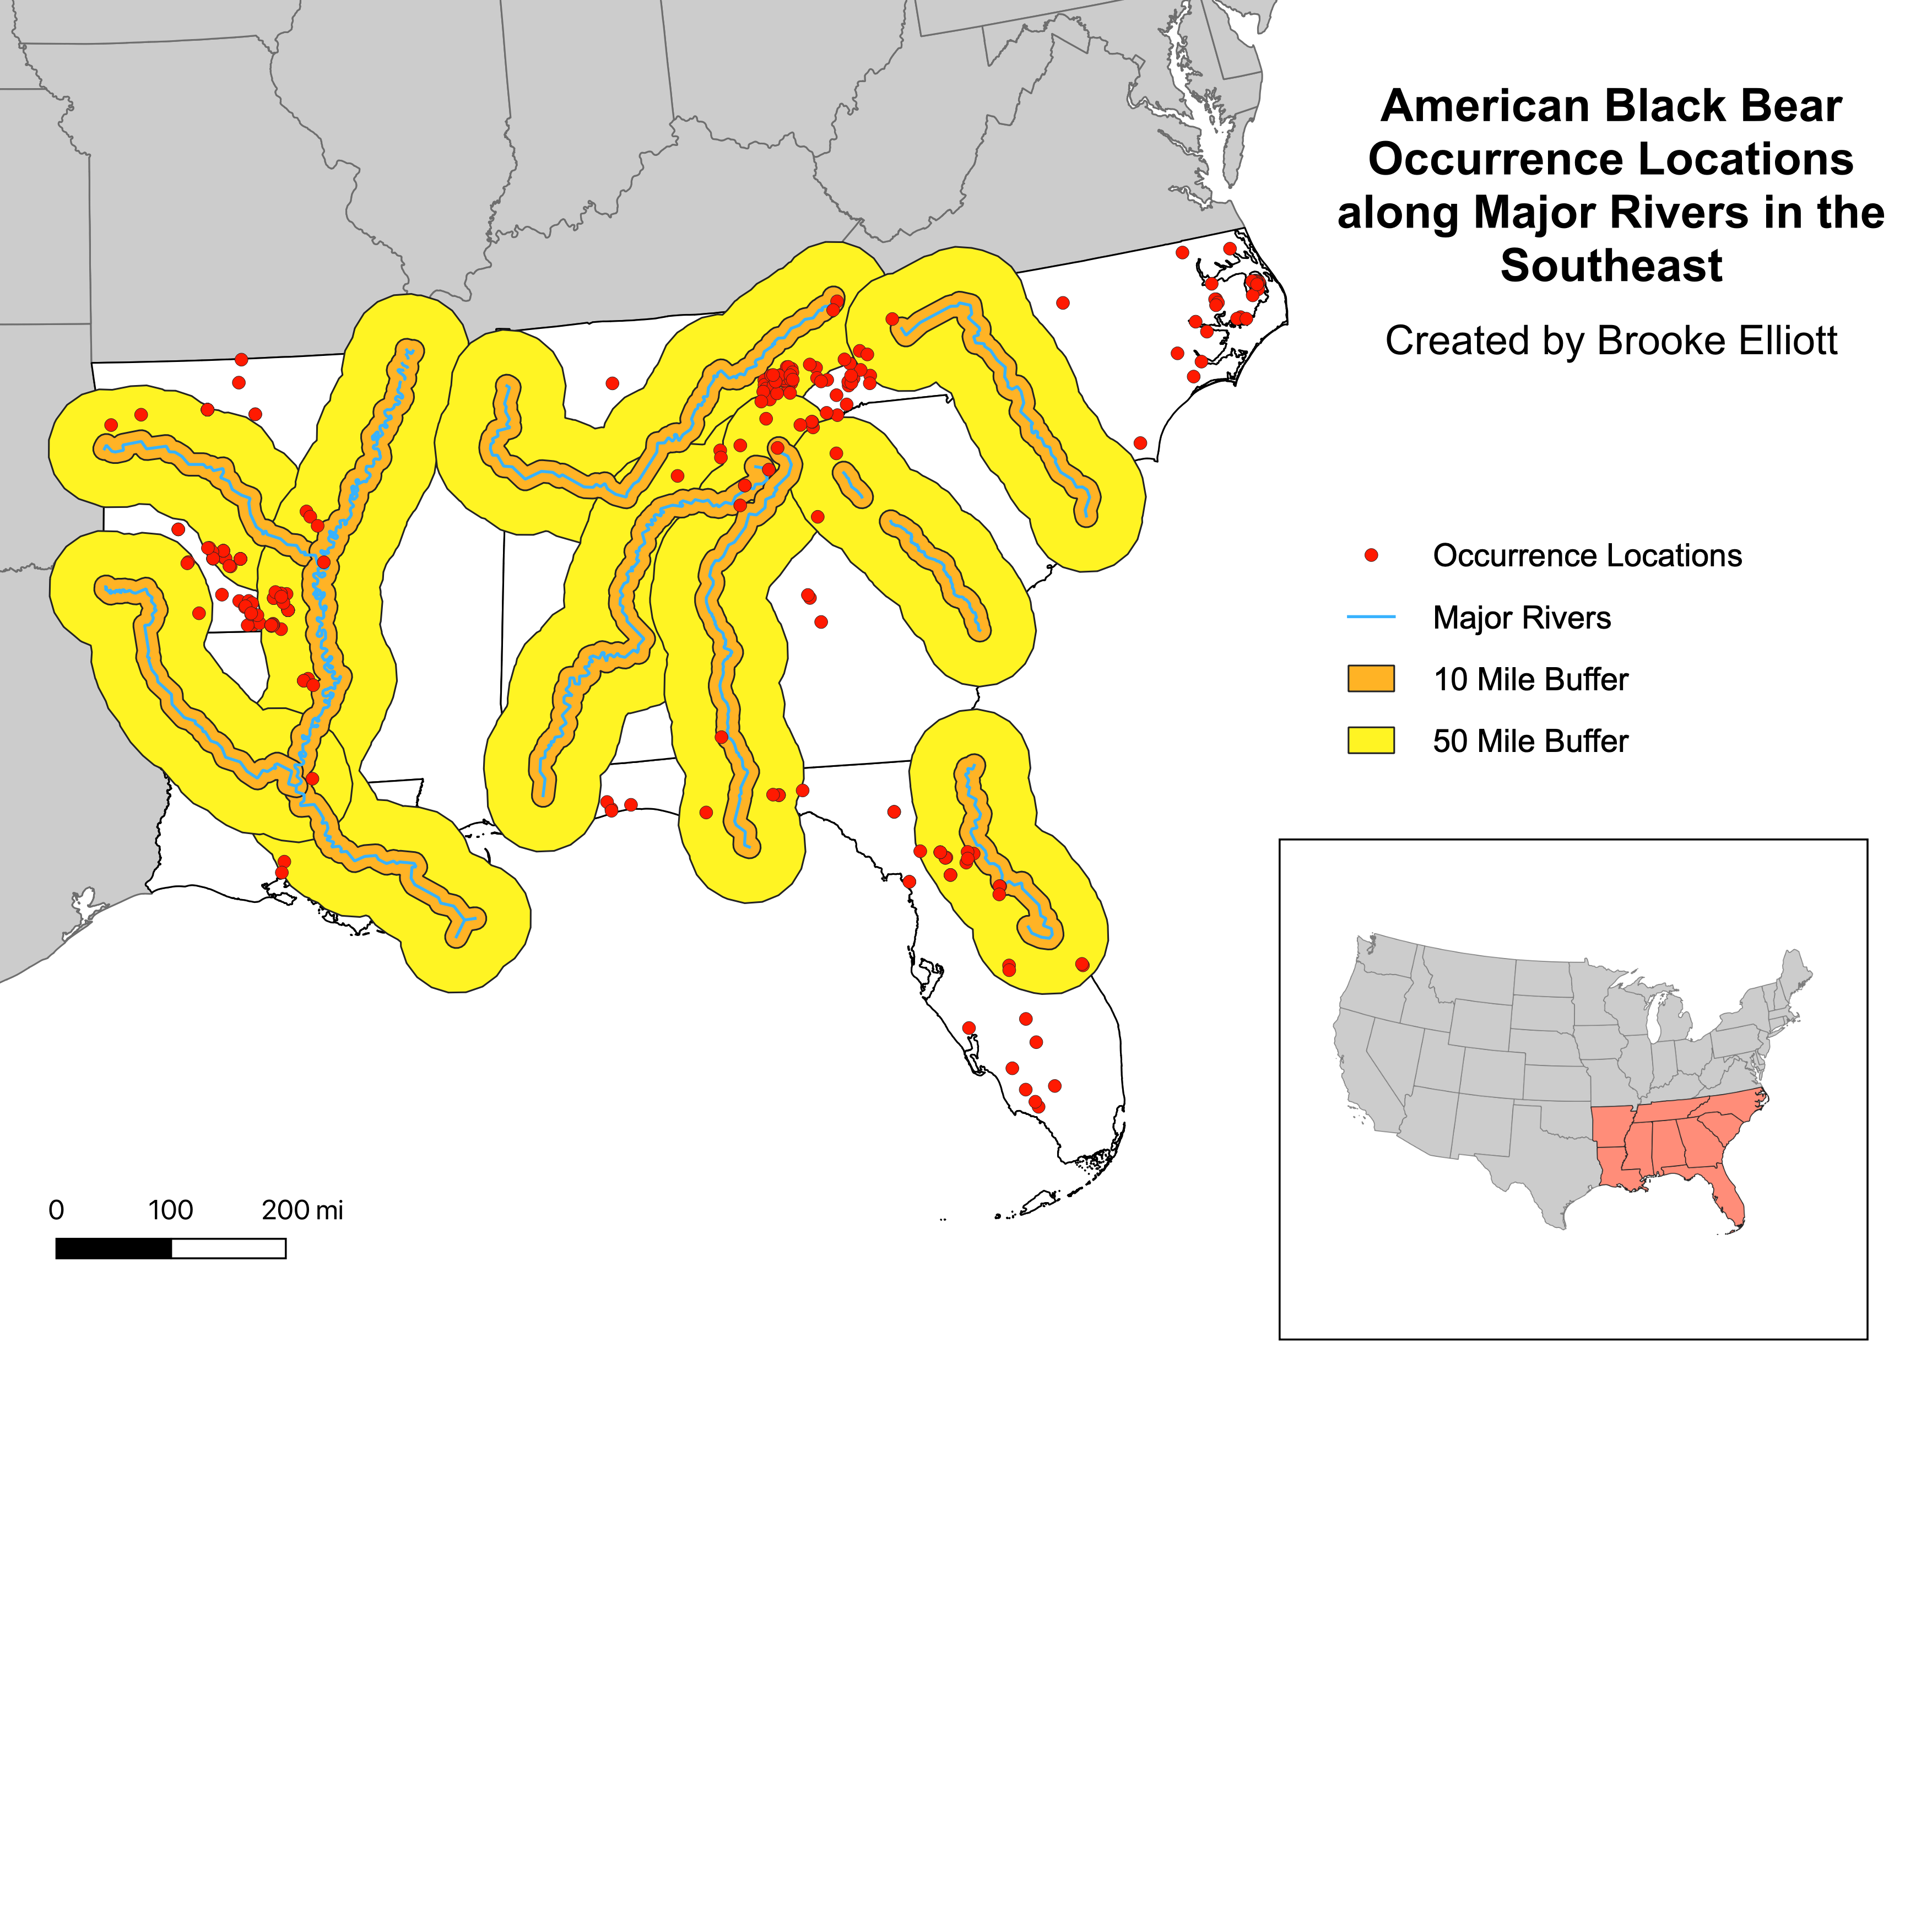 American Black Bear
Occurrence Locations
along Major Rivers in the
Southeast
Created by Brooke Elliott
Occurrence Locations
Major Rivers
10 Mile Buffer
50 Mile Buffer
0 100 200 mi